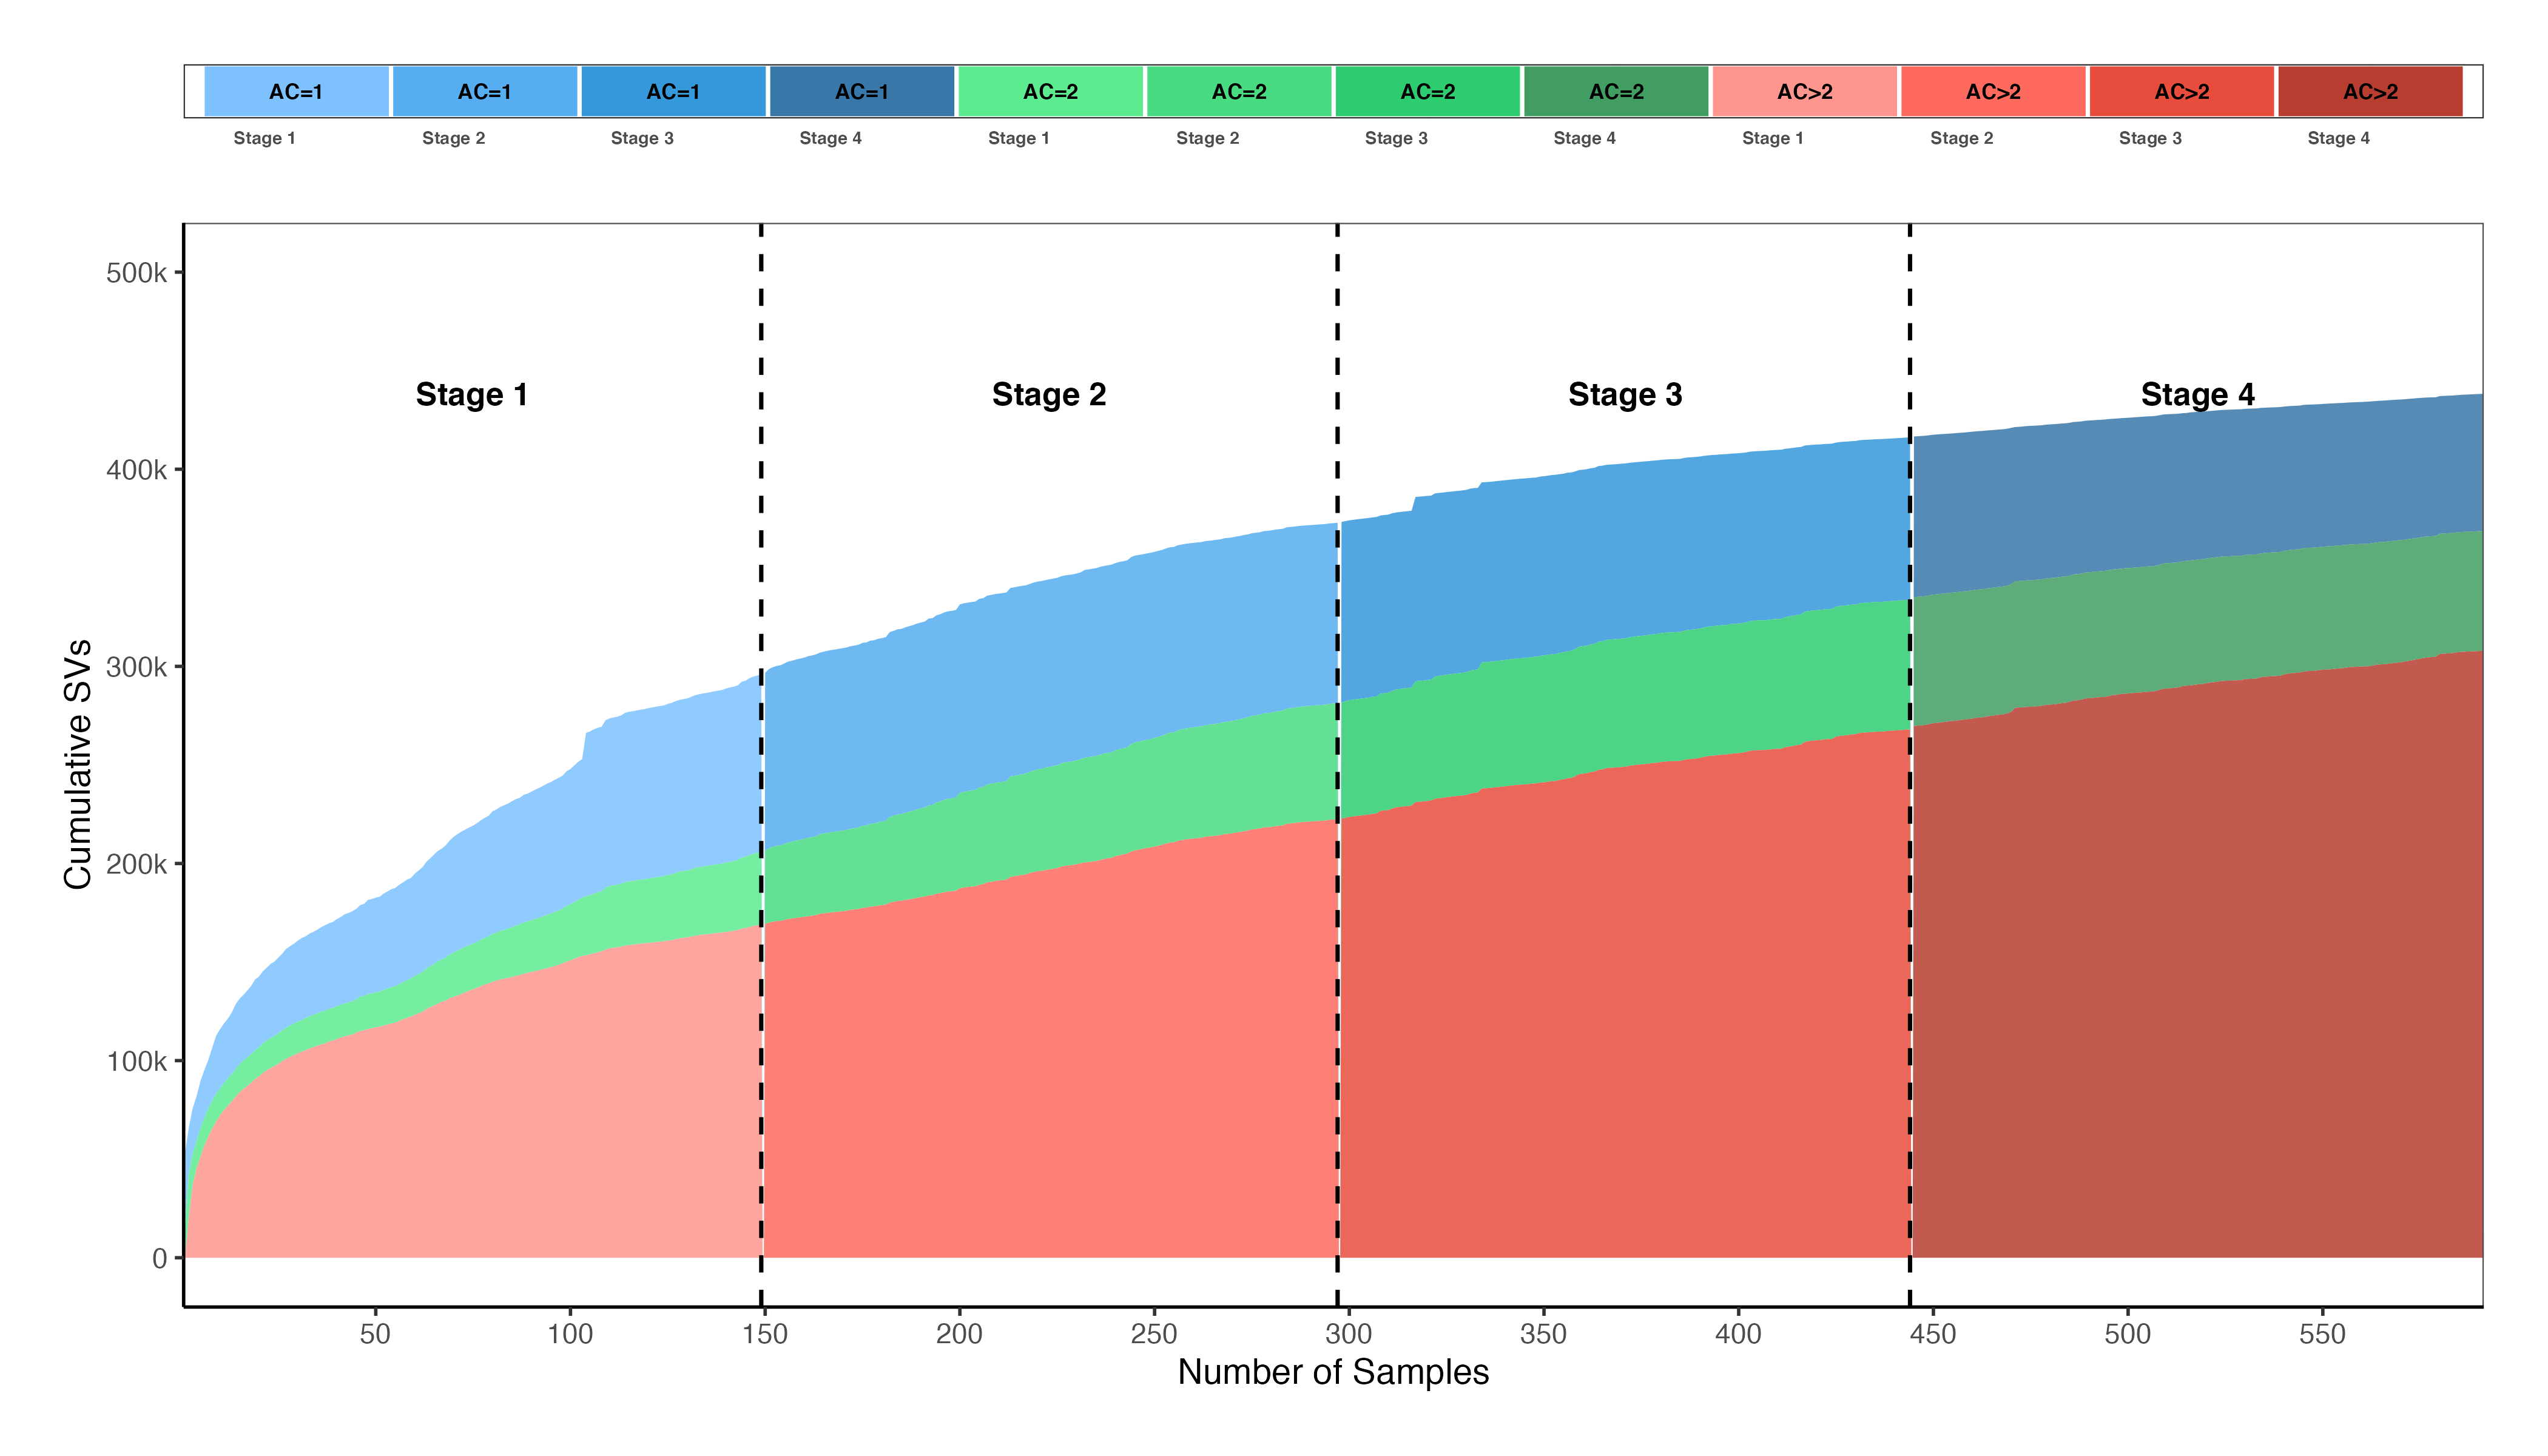 AC=1 AC=1 AC=1 AC=1 AC=2 AC=2 AC=2 AC=2 AC>2 AC>2 AC>2 AC>2
Stage 1 Stage 2 Stage 3 Stage 4 Stage 1 Stage 2 Stage 3 Stage 4 Stage 1 Stage 2 Stage 3 Stage 4
500k
Stage 1 Stage 2 Stage 3 Stage 4
400k
300k
Cumulative SVs
200k
100k
0
50 100 150 200 250 300 350 400 450 500 550
Number of Samples